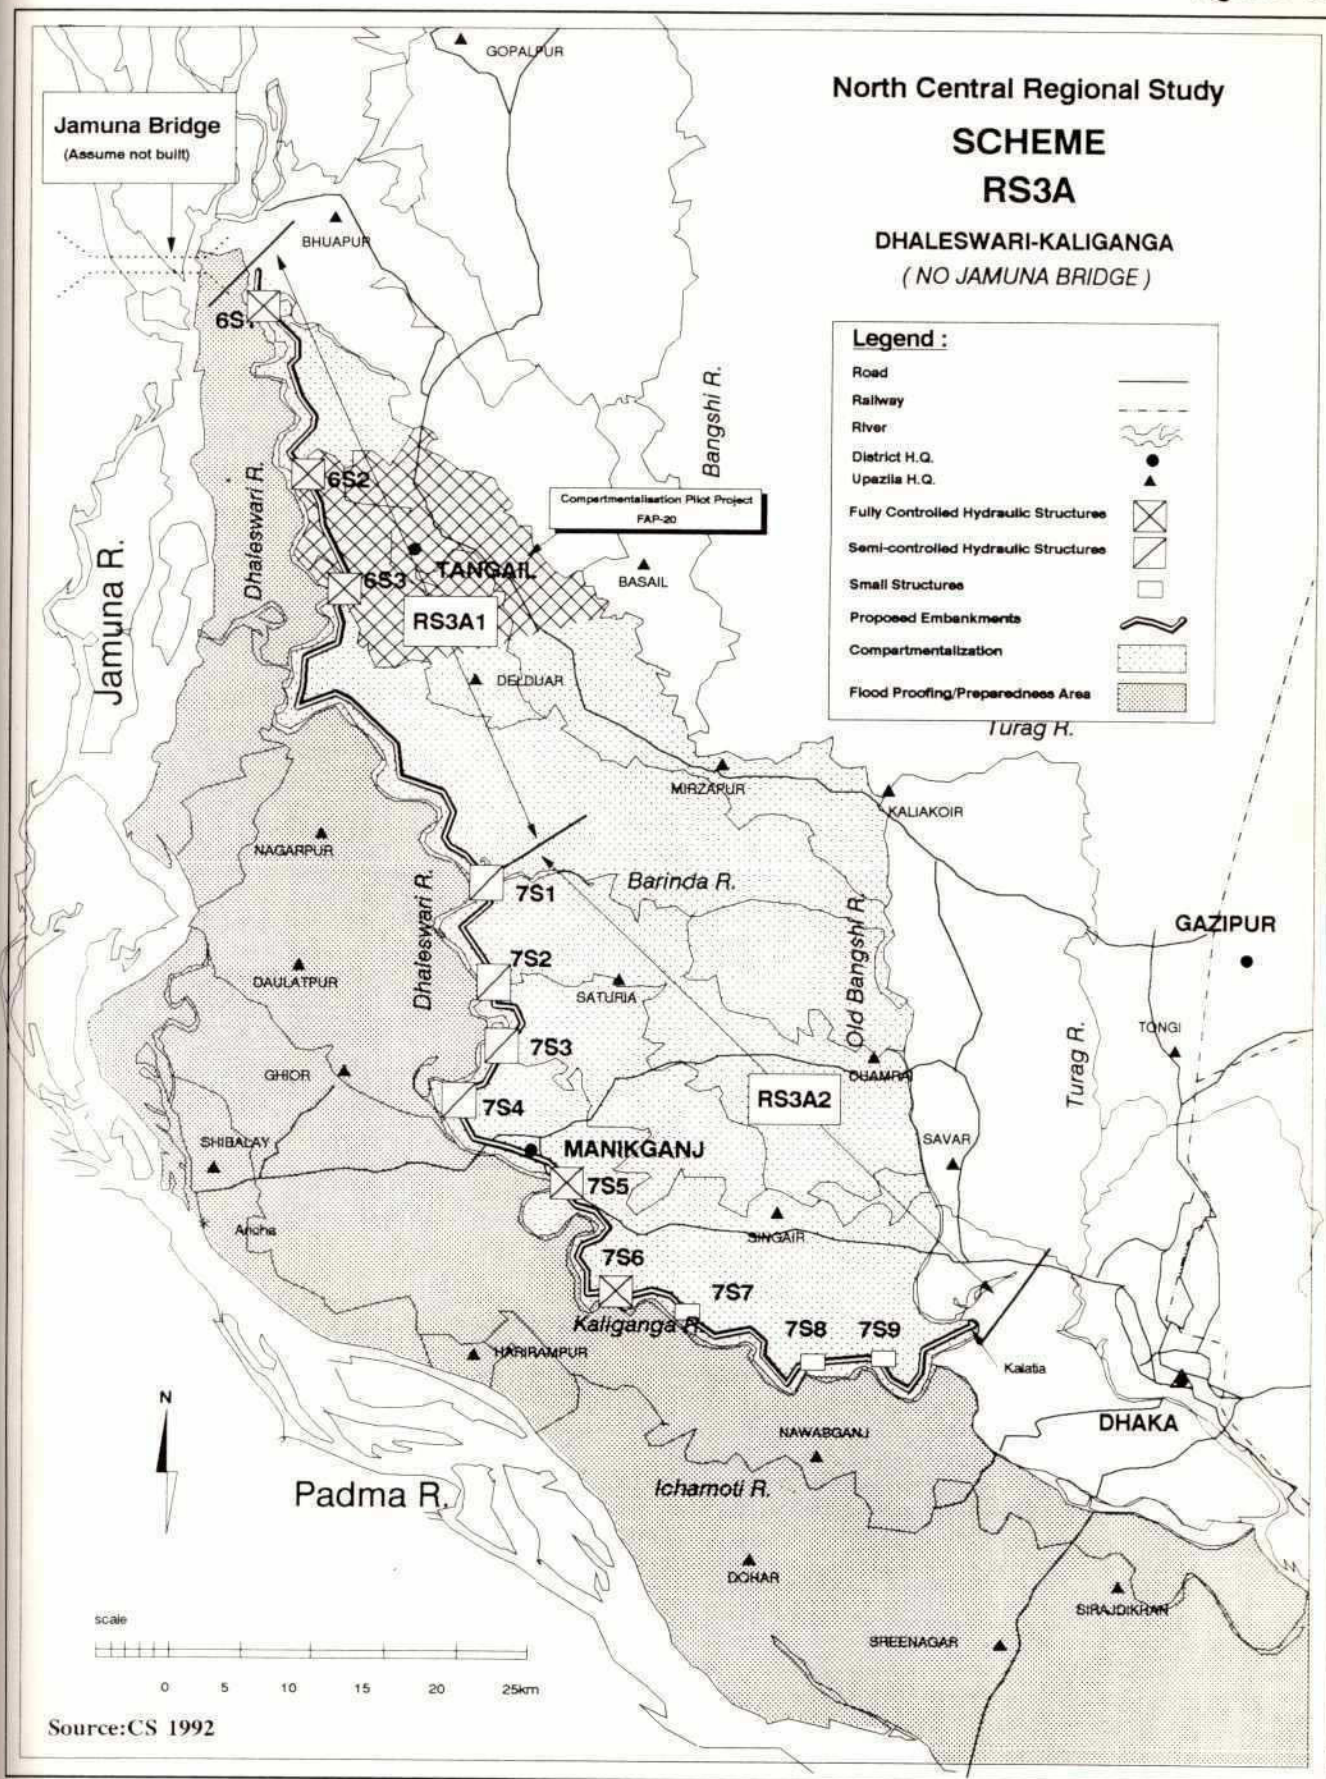 North Central Regional Study
SCHEME
RS3A
DHALESWARI-KALIGANGA
( NO JAMUNA BRIDGE )
Jamuna Bridge
(Assume not built)
GOPALPUR
BHUAPUR
Legend :
Road
Railway
River
District H.Q.
Upazila H.Q.
Fully Controlled Hydraulic Structures
Semi-controlled Hydraulic Structures
Small Structures
Proposed Embankments
Compartmentalization
Flood Proofing/Preparedness Area
Bangshi R.
6S2
Compartmentalisation Pilot Project
FAP-20
Dhaleswari R.
Jamuna R.
TANGAIL
6S3
BASAIL
RS3A1
DELDUAR
Turag R.
MIRZAPUR
KALIAKOIR
NAGARPUR
7S1
Barinda R.
Dhaleswari R.
Old Bangshi R.
GAZIPUR
7S2
DAULATPUR
SATURIA
7S3
TONGI
Turag R.
GHIOR
DHAMRAI
RS3A2
7S4
SHIBALAY
MANIKGANJ
SAVAR
7S5
Aricha
SINGAIR
7S6
7S7
Kaliganga R
7S8
7S9
HARIRAMPUR
Kalatia
N
DHAKA
NAWABGANJ
Padma R.
Ichamoti R.
DOHAR
SIRAJDIKHAN
SREENAGAR
scale
0 5 10 15 20 25km
Source:CS 1992